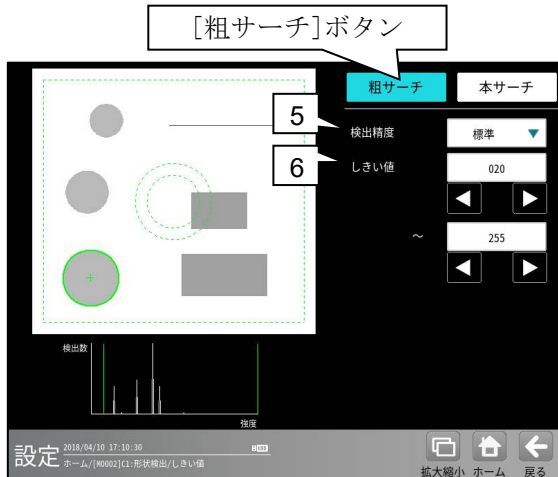 [粗サーチ]ボタン
粗サーチ
本サーチ
5
検出精度
標準
6
しきい値
020
～
255
検出数
強度
設定
2018/04/10 17:10:30
ホーム/[M0002]C1:形状検出/しきい値
拡大縮小
ホーム
戻る